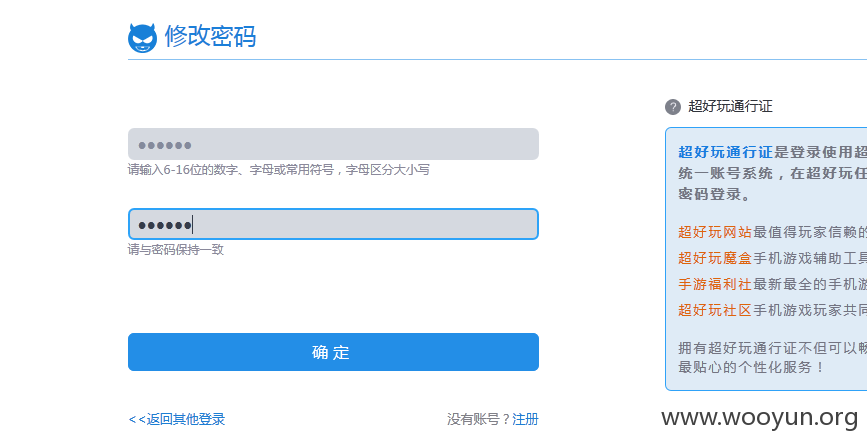 修改密码
••••••
请输入6-16位的数字、字母或常用符号，字母区分大小写
••••••
请与密码保持一致
确 定
<<返回其他登录
没有账号？注册
? 超好玩通行证
超好玩通行证是登录使用超
统一账号系统，在超好玩任
密码登录。
超好玩网站最值得玩家信赖的
超好玩魔盒手机游戏辅助工具
手游福利社最新最全的手机游
超好玩社区手机游戏玩家共同
拥有超好玩通行证不但可以畅
最贴心的个性化服务！
www.wooyun.org